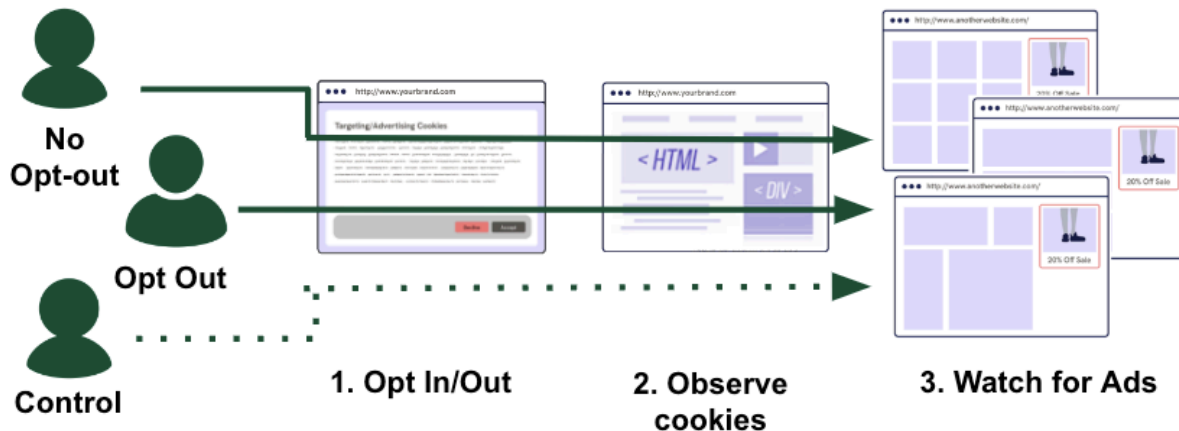 No
Opt-out
Opt Out
Control
http://www.yourbrand.com
Targeting/Advertising Cookies
Decline
Accept
1. Opt In/Out
http://www.yourbrand.com
< HTML >
< DIV >
2. Observe
cookies
http://www.anotherwebsite.com/
20% Off Sale
http://www.anotherwebsite.com/
20% Off Sale
http://www.anotherwebsite.com/
20% Off Sale
3. Watch for Ads